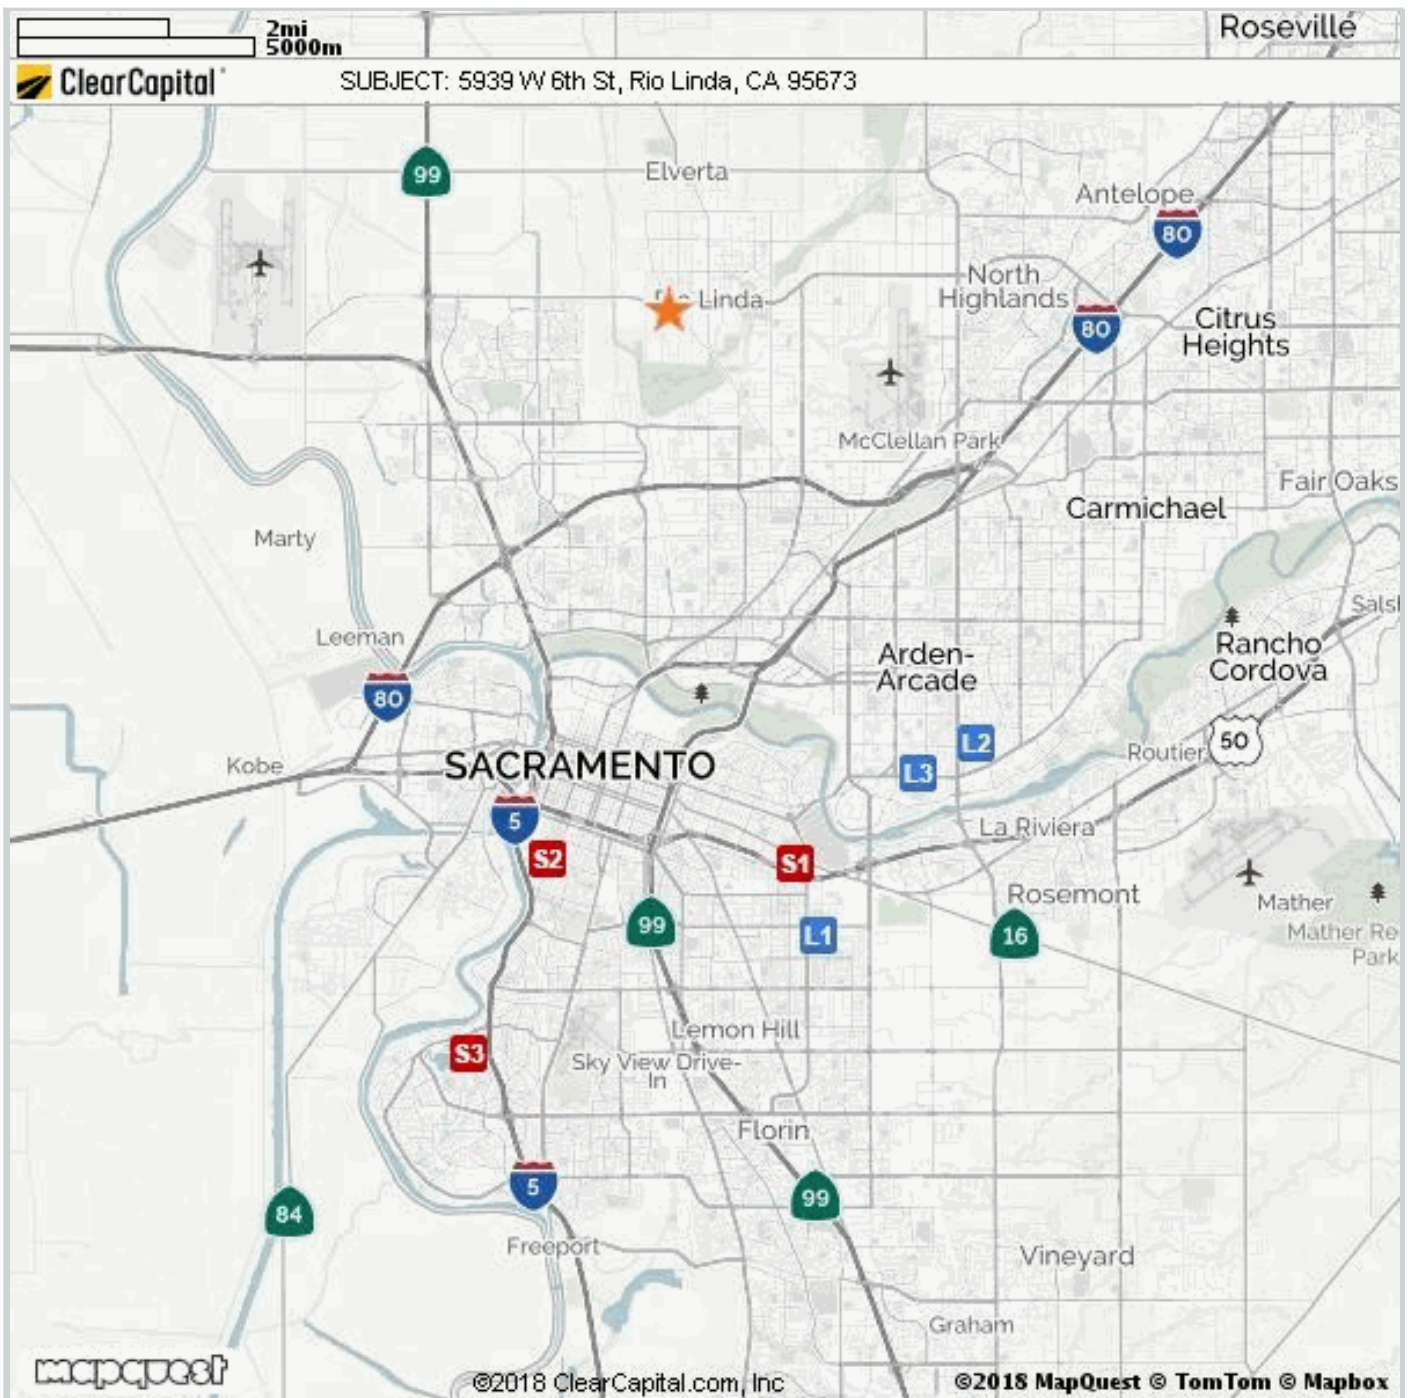 2mi
5000m
Roseville
ClearCapital
SUBJECT: 5939 W 6th St, Rio Linda, CA 95673
99
Elverta
Antelope
80
North
Highlands
Linda
80
Citrus
Heights
McClellan Park
Fair Oaks
Carmichael
Marty
Leeman
80
Arden-
Arcade
Rancho
Cordova
L2
L3
Routier
50
Kobe
SACRAMENTO
5
S2
S1
La Riviera
Rosemont
99
L1
16
Mather
Mather Re
Park
Lemon Hill
S3
Sky View Drive-
In
Florin
5
99
84
Freeport
Vineyard
Graham
mapquest
©2018 ClearCapital.com, Inc
©2018 MapQuest © TomTom © Mapbox